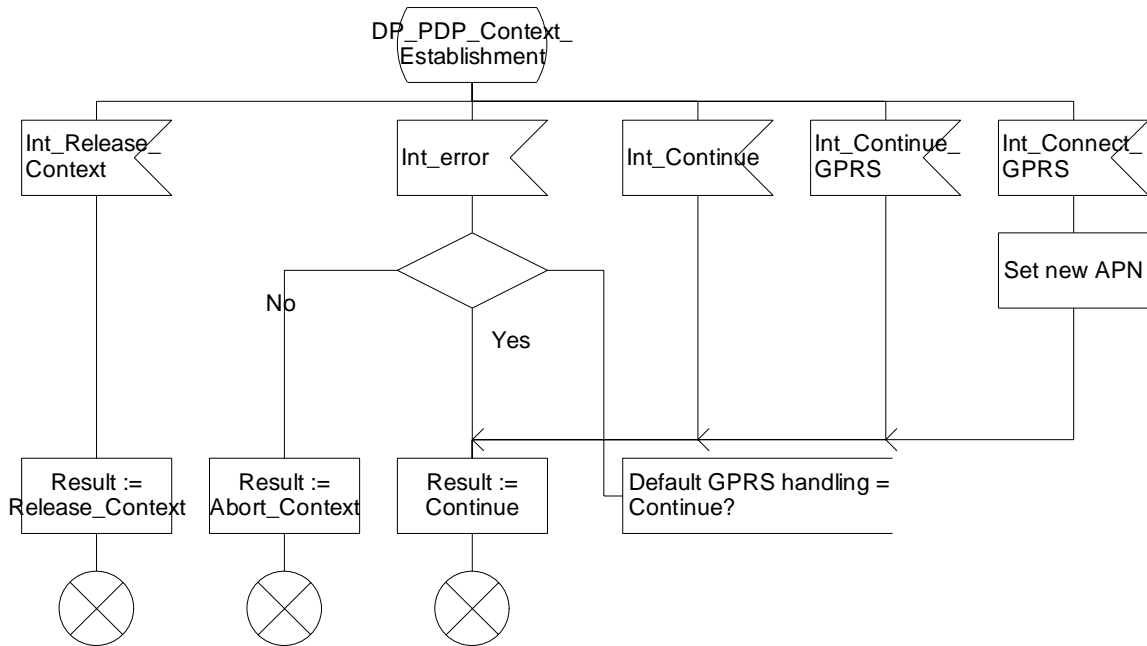 DP_PDP_Context_
Establishment
Int_Release_
Context
Int_error
Int_Continue
Int_Continue_
GPRS
Int_Connect_
GPRS
Set new APN
No
Yes
Result :=
Release_Context
Result :=
Abort_Context
Result :=
Continue
Default GPRS handling =
Continue?